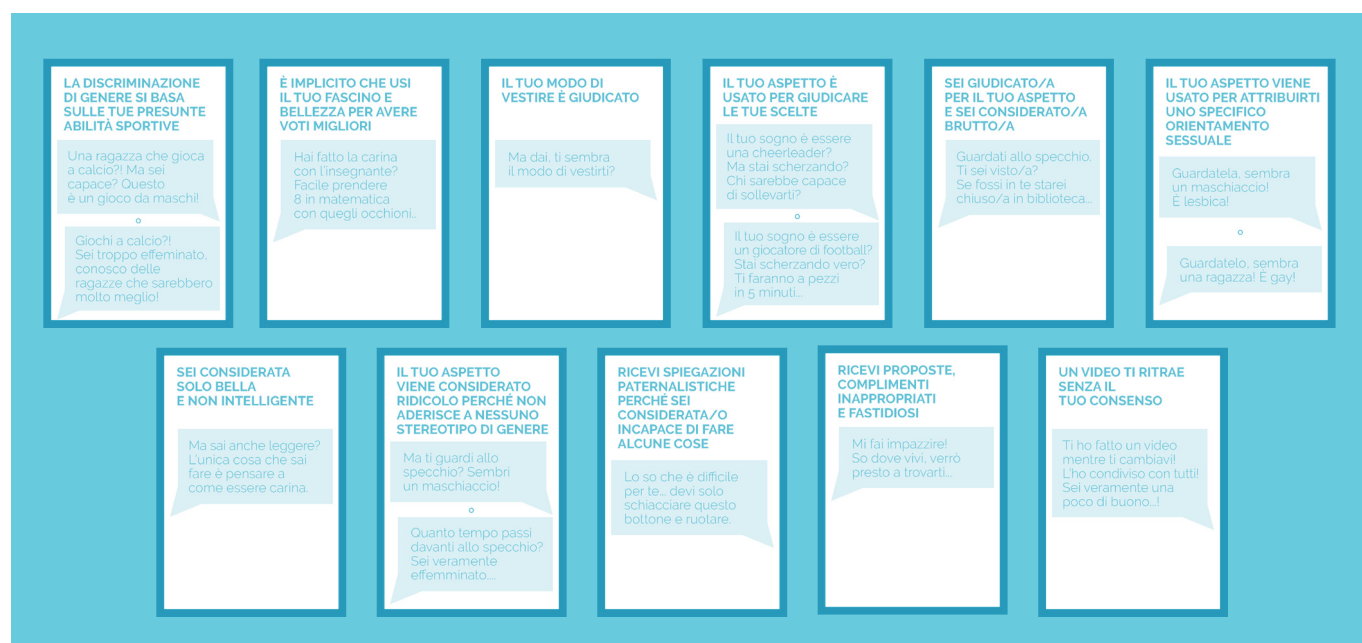 LA DISCRIMINAZIONE
DI GENERE SI BASA
SULLE TUE PRESUNTE
ABILITÀ SPORTIVE
Una ragazza che gioca
a calcio?! Ma sei
capace? Questo
è un gioco da maschi!
Giochi a calcio?!
Sei troppo effeminato,
conosco delle
ragazze che sarebbero
molto meglio!
È IMPLICITO CHE USI
IL TUO FASCINO E
BELLEZZA PER AVERE
VOTI MIGLIORI
Hai fatto la carina
con l'insegnante?
Facile prendere
8 in matematica
con quegli occhioni..
IL TUO MODO DI
VESTIRE È GIUDICATO
Ma dai, ti sembra
il modo di vestirti?
IL TUO ASPETTO È
USATO PER GIUDICARE
LE TUE SCELTE
Il tuo sogno è essere
una cheerleader?
Ma stai scherzando?
Chi sarebbe capace
di sollevarti?
Il tuo sogno è essere
un giocatore di football?
Stai scherzando vero?
Ti faranno a pezzi
in 5 minuti...
SEI GIUDICATO/A
PER IL TUO ASPETTO
E SEI CONSIDERATO/A
BRUTTO/A
Guardati allo specchio.
Ti sei visto/a?
Se fossi in te starei
chiuso/a in biblioteca...
IL TUO ASPETTO VIENE
USATO PER ATTRIBUIRTI
UNO SPECIFICO
ORIENTAMENTO
SESSUALE
Guardatela, sembra
un maschiaccio!
É lesbica!
Guardatelo, sembra
una ragazza! É gay!
SEI CONSIDERATA
SOLO BELLA
E NON INTELLIGENTE
Ma sai anche leggere?
L'unica cosa che sai
fare è pensare a
come essere carina.
IL TUO ASPETTO
VIENE CONSIDERATO
RIDICOLO PERCHÉ NON
ADERISCE A NESSUNO
STEREOTIPO DI GENERE
Ma ti guardi allo
specchio? Sembri
un maschiaccio!
Quanto tempo passi
davanti allo specchio?
Sei veramente
effemminato...
RICEVI SPIEGAZIONI
PATERNALISTICHE
PERCHÉ SEI
CONSIDERATA/O
INCAPACE DI FARE
ALCUNE COSE
Lo so che è difficile
per te... devi solo
schiacciare questo
bottone e ruotare.
RICEVI PROPOSTE,
COMPLIMENTI
INAPPROPRIATI
E FASTIDIOSI
Mi fai impazzire!
So dove vivi, verrò
presto a trovarti...
UN VIDEO TI RITRAE
SENZA IL
TUO CONSENSO
Ti ho fatto un video
mentre ti cambiavi!
L'ho condiviso con tutti!
Sei veramente una
poco di buono...!